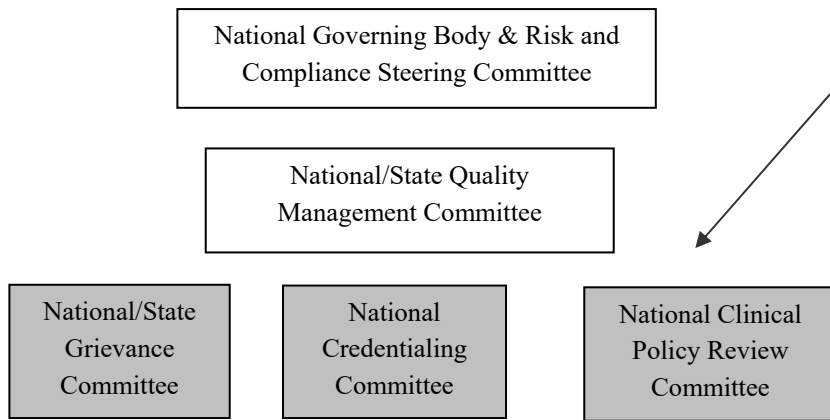 National Governing Body & Risk and
Compliance Steering Committee
National/State Quality
Management Committee
National/State
Grievance
Committee
National
Credentialing
Committee
National Clinical
Policy Review
Committee